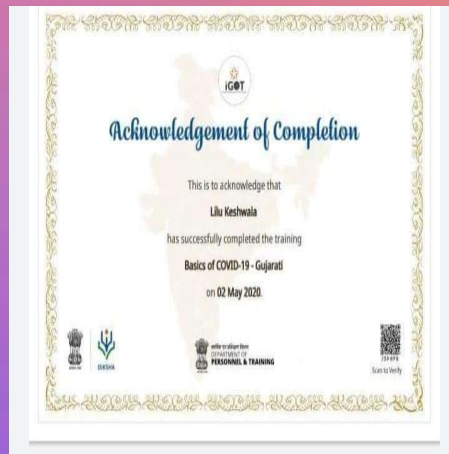 iGOT
Acknowledgement of Completion
This is to acknowledge that
Lilu Keshwala
has successfully completed the training
Basics of COVID-19 - Gujarati
on 02 May 2020.
DIKSHA
DEPARTMENT OF
PERSONNEL & TRAINING
Scan to Verify